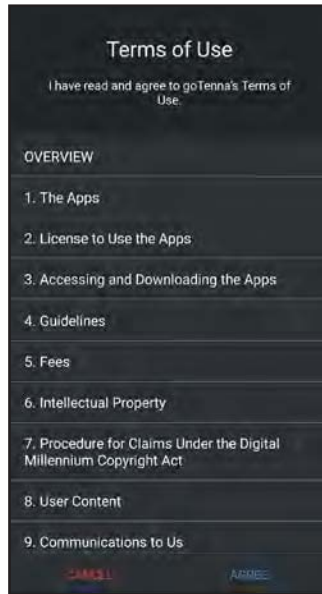 Terms of Use
I have read and agree to goTenna's Terms of
Use.
OVERVIEW
1. The Apps
2. License to Use the Apps
3. Accessing and Downloading the Apps
4. Guidelines
5. Fees
6. Intellectual Property
7. Procedure for Claims Under the Digital
Millennium Copyright Act
8. User Content
9. Communications to Us
CANCEL AGREE